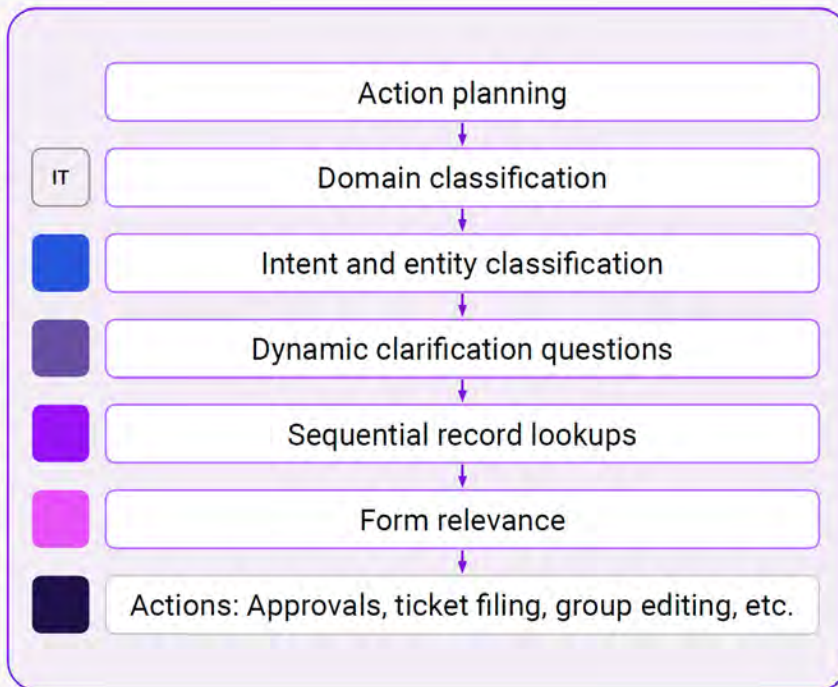 Action planning
IT
Domain classification
Intent and entity classification
Dynamic clarification questions
Sequential record lookups
Form relevance
Actions: Approvals, ticket filing, group editing, etc.